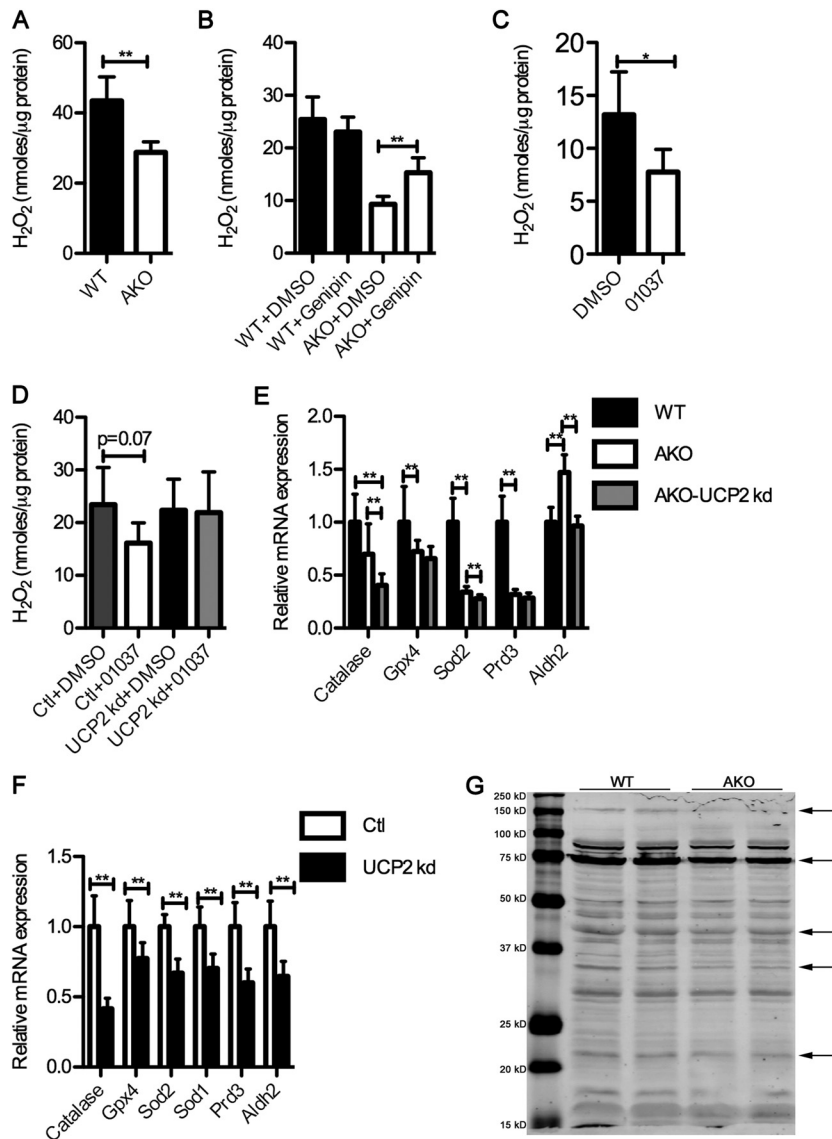 A
H₂O₂ (nmoles/µg protein)
60
40
20
0
**
WT
AKO
B
H₂O₂ (nmoles/µg protein)
40
30
20
10
0
**
WT+DMSO
WT+Genipin
AKO+DMSO
AKO+Genipin
C
H₂O₂ (nmoles/µg protein)
20
15
10
5
0
*
DMSO
01037
D
H₂O₂ (nmoles/µg protein)
40
30
20
10
0
p=0.07
Ctl+DMSO
Ctl+01037
UCP2 kd+DMSO
UCP2 kd+01037
E
Relative mRNA expression
2.0
1.5
1.0
0.5
0.0
**
**
**
**
**
**
**
**
Catalase
Gpx4
Sod2
Prd3
Aldh2
WT
AKO
AKO-UCP2 kd
F
Relative mRNA expression
1.5
1.0
0.5
0.0
**
**
**
**
**
**
Catalase
Gpx4
Sod2
Sod1
Prd3
Aldh2
Ctl
UCP2 kd
G
WT
AKO
250 kD
150 kD
100 kD
75 kD
50 kD
37 kD
25 kD
20 kD
15 kD